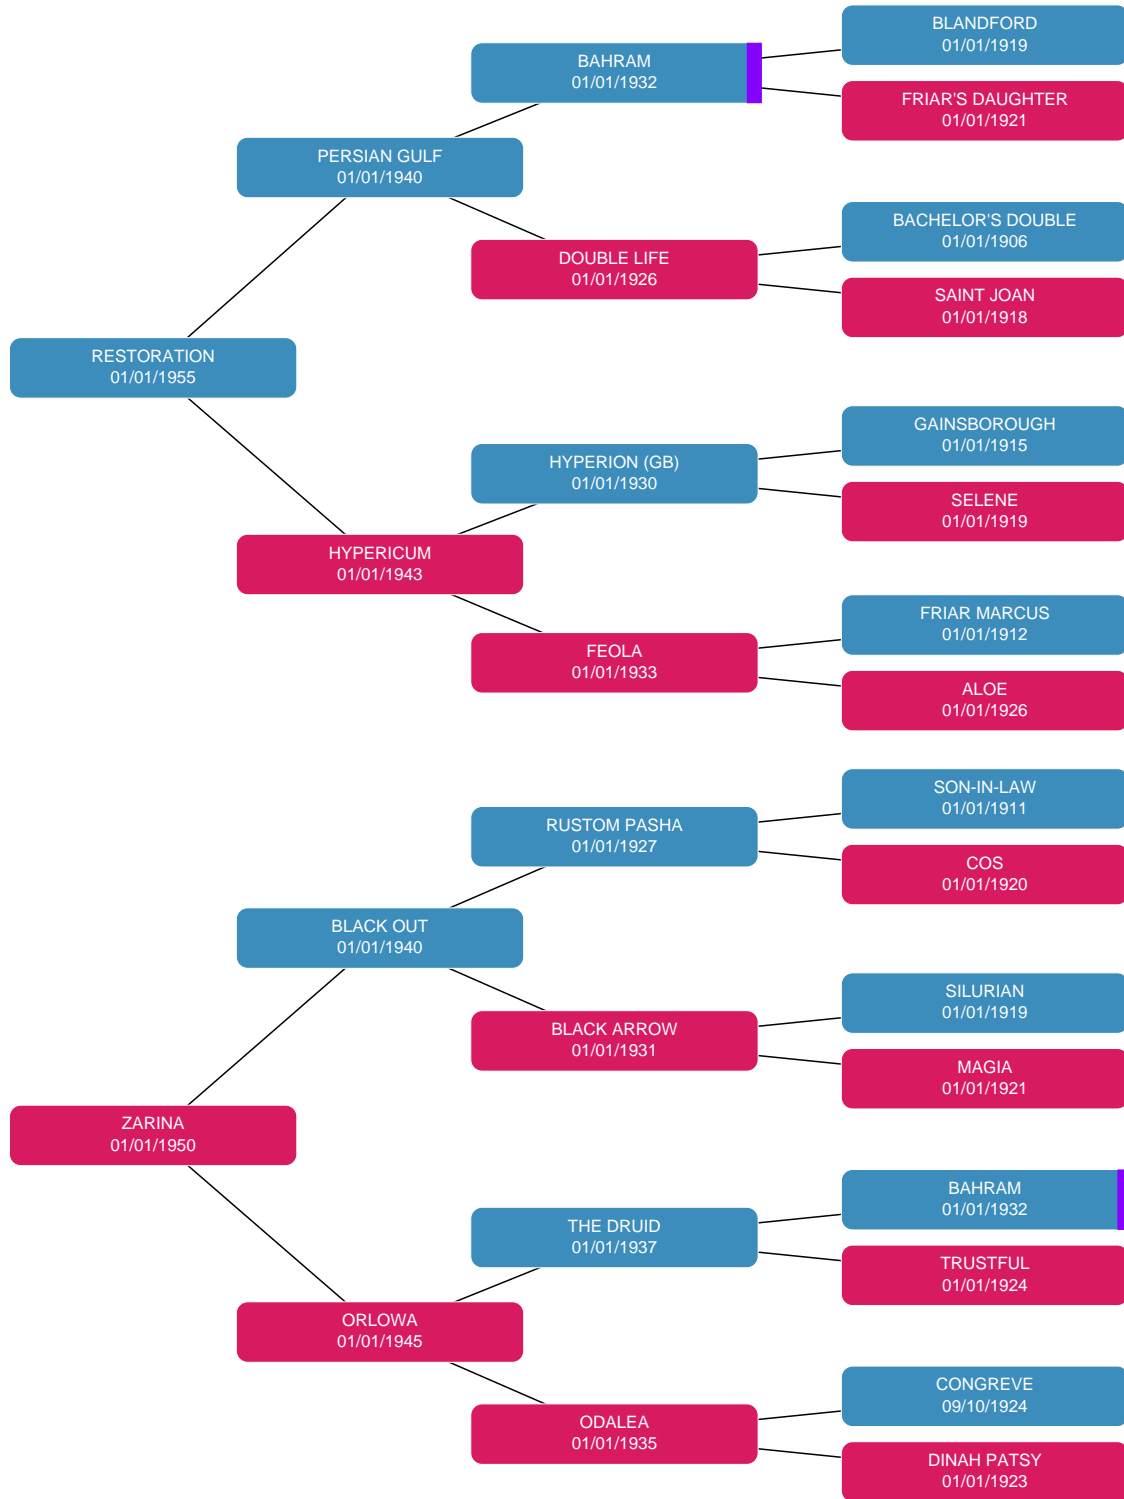 BLANDFORD
01/01/1919
BAHRAM
01/01/1932
FRIAR'S DAUGHTER
01/01/1921
PERSIAN GULF
01/01/1940
BACHELOR'S DOUBLE
01/01/1906
DOUBLE LIFE
01/01/1926
SAINT JOAN
01/01/1918
RESTORATION
01/01/1955
GAINSBOROUGH
01/01/1915
HYPERION (GB)
01/01/1930
SELENE
01/01/1919
HYPERICUM
01/01/1943
FRIAR MARCUS
01/01/1912
FEOLA
01/01/1933
ALOE
01/01/1926
SON-IN-LAW
01/01/1911
RUSTOM PASHA
01/01/1927
COS
01/01/1920
BLACK OUT
01/01/1940
SILURIAN
01/01/1919
BLACK ARROW
01/01/1931
MAGIA
01/01/1921
ZARINA
01/01/1950
BAHRAM
01/01/1932
THE DRUID
01/01/1937
TRUSTFUL
01/01/1924
ORLOWA
01/01/1945
CONGREVE
09/10/1924
ODALEA
01/01/1935
DINAH PATSY
01/01/1923